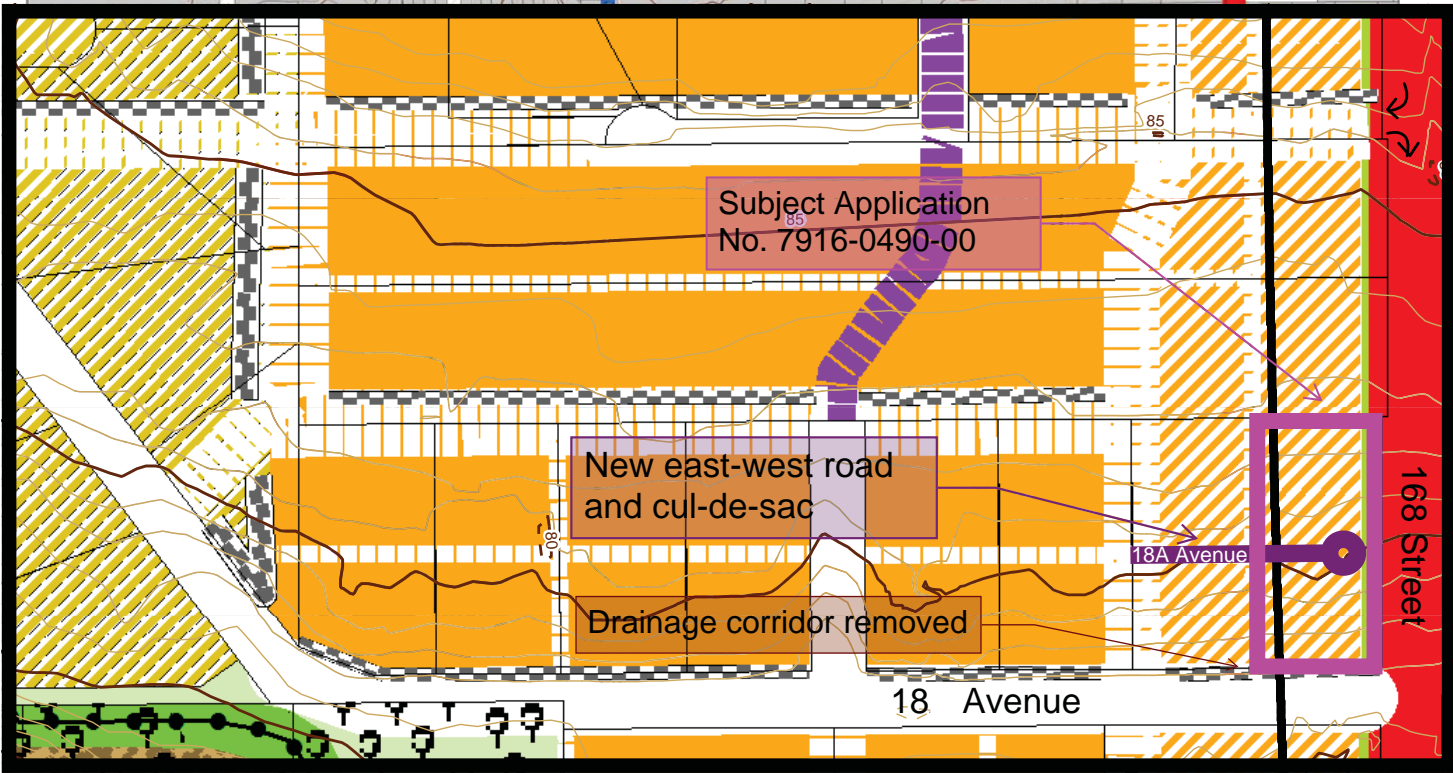 85
Subject Application
No. 7916-0490-00
85
New east-west road
and cul-de-sac
80
18A Avenue
168 Street
Drainage corridor removed
18 Avenue